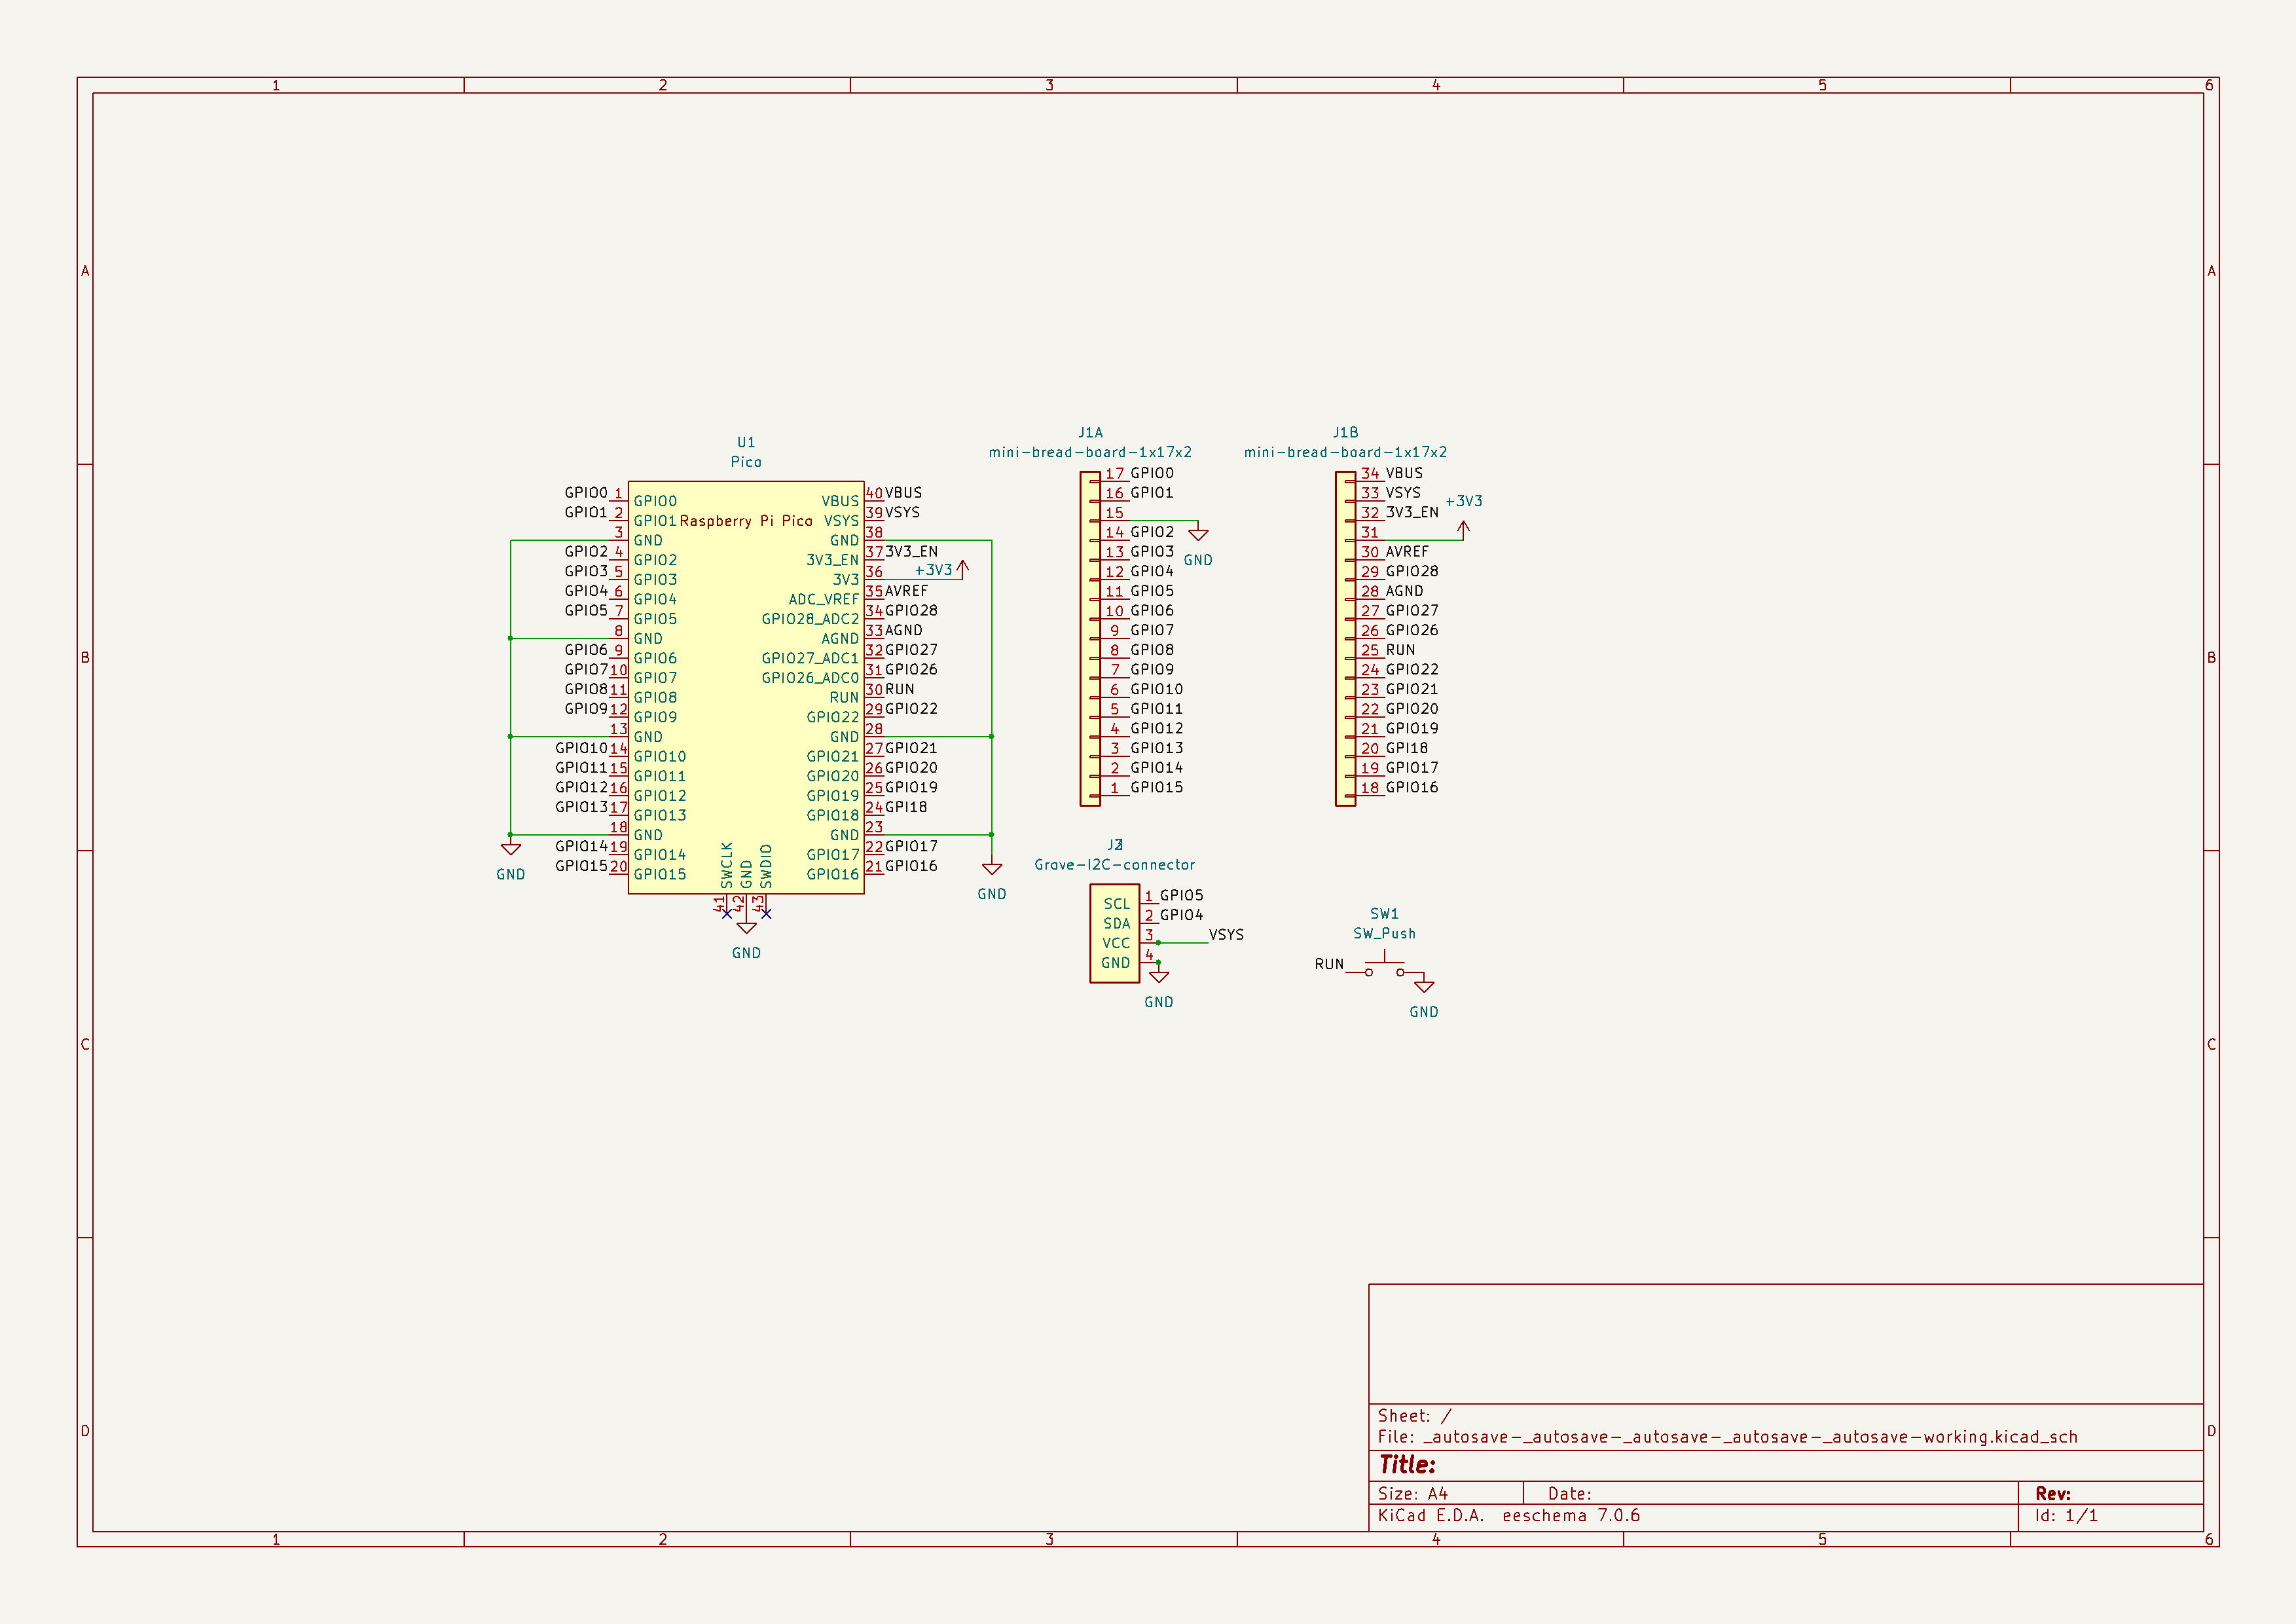 1 2 3 4 5 6
A A
B B
C C
D D
U1
Pico
Raspberry Pi Pico
GPIO0 1 GPIO0
GPIO1 2 GPIO1
3 GND
GPIO2 4 GPIO2
GPIO3 5 GPIO3
GPIO4 6 GPIO4
GPIO5 7 GPIO5
8 GND
GPIO6 9 GPIO6
GPIO7 10 GPIO7
GPIO8 11 GPIO8
GPIO9 12 GPIO9
13 GND
GPIO10 14 GPIO10
GPIO11 15 GPIO11
GPIO12 16 GPIO12
GPIO13 17 GPIO13
18 GND
GPIO14 19 GPIO14
GPIO15 20 GPIO15
GND
VBUS 40 VBUS
VSYS 39 VSYS
GND 38
3V3_EN 37 3V3_EN
3V3 36 +3V3
ADC_VREF 35 AVREF
GPIO28_ADC2 34 GPIO28
AGND 33 AGND
GPIO27_ADC1 32 GPIO27
GPIO26_ADC0 31 GPIO26
RUN 30 RUN
GPIO22 29 GPIO22
GND 28
GPIO21 27 GPIO21
GPIO20 26 GPIO20
GPIO19 25 GPIO19
GPIO18 24 GPI18
GND 23
GPIO17 22 GPIO17
GPIO16 21 GPIO16
GND
SWCLK GND SWDIO
41 42 43
GND
J1A
mini-bread-board-1x17x2
17 GPIO0
16 GPIO1
15
GND
14 GPIO2
13 GPIO3
12 GPIO4
11 GPIO5
10 GPIO6
9 GPIO7
8 GPIO8
7 GPIO9
6 GPIO10
5 GPIO11
4 GPIO12
3 GPIO13
2 GPIO14
1 GPIO15
J1B
mini-bread-board-1x17x2
34 VBUS
33 VSYS
+3V3
32 3V3_EN
31
30 AVREF
29 GPIO28
28 AGND
27 GPIO27
26 GPIO26
25 RUN
24 GPIO22
23 GPIO21
22 GPIO20
21 GPIO19
20 GPI18
19 GPIO17
18 GPIO16
Grove-I2C-connector
SCL 1 GPIO5
SDA 2 GPIO4
VCC 3 VSYS
GND 4
GND
SW1
SW_Push
RUN
GND
Sheet: /
File: _autosave-_autosave-_autosave-_autosave-_autosave-working.kicad_sch
Title:
Size: A4 Date: Rev:
KiCad E.D.A. eeschema 7.0.6 Id: 1/1
1 2 3 4 5 6